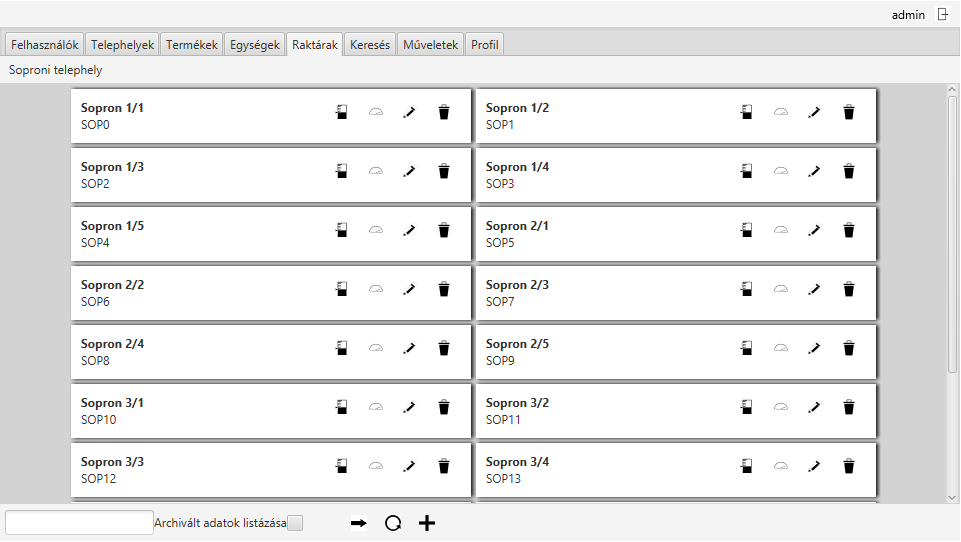 admin
Felhasználók Telephelyek Termékek Egységek Raktárak Keresés Műveletek Profil
Soproni telephely
Sopron 1/1
SOP0
Sopron 1/2
SOP1
Sopron 1/3
SOP2
Sopron 1/4
SOP3
Sopron 1/5
SOP4
Sopron 2/1
SOP5
Sopron 2/2
SOP6
Sopron 2/3
SOP7
Sopron 2/4
SOP8
Sopron 2/5
SOP9
Sopron 3/1
SOP10
Sopron 3/2
SOP11
Sopron 3/3
SOP12
Sopron 3/4
SOP13
Archivált adatok listázása